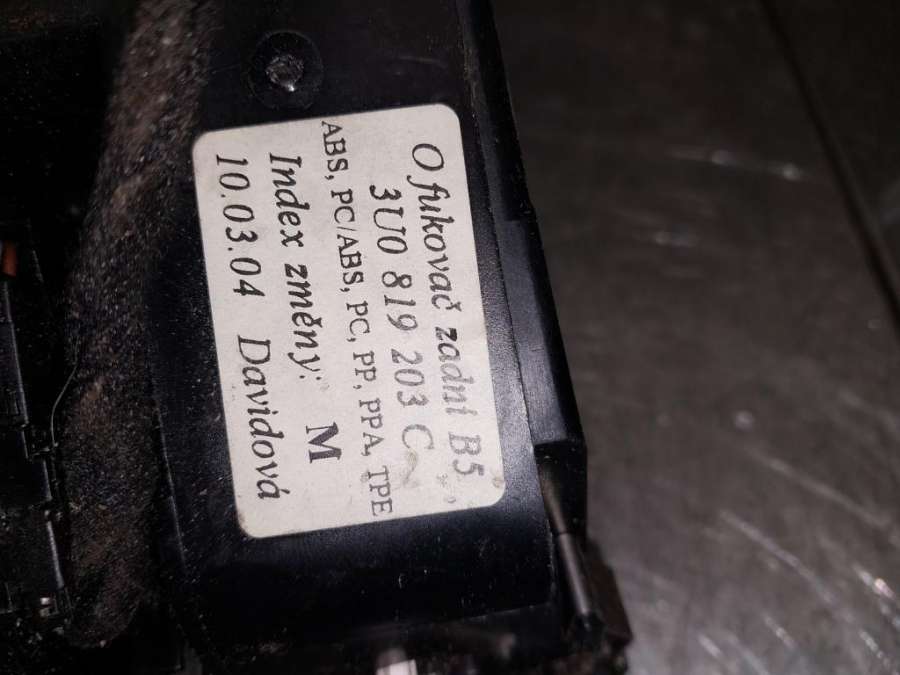 Ofukovač zadní B5
3U0 819 203 C
ABS, PC/ABS, PC, PP, PPA, TPE
Index změny: M
10.03.04 Davidová